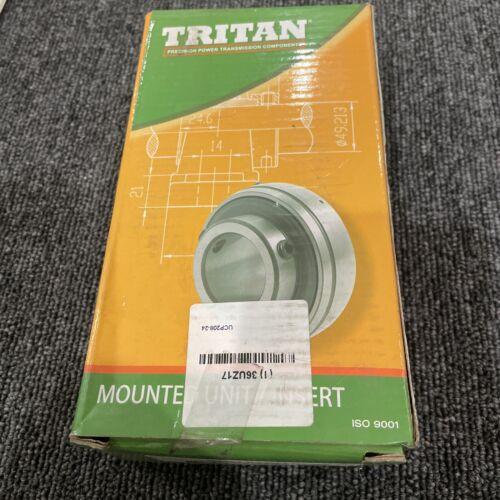 TRITAN®
PRECISION POWER TRANSMISSION COMPONENTS
24.6
ø49.213
14
21
UCP208-24
(1) 36UZ17
MOUNTED UNIT / INSERT
ISO 9001